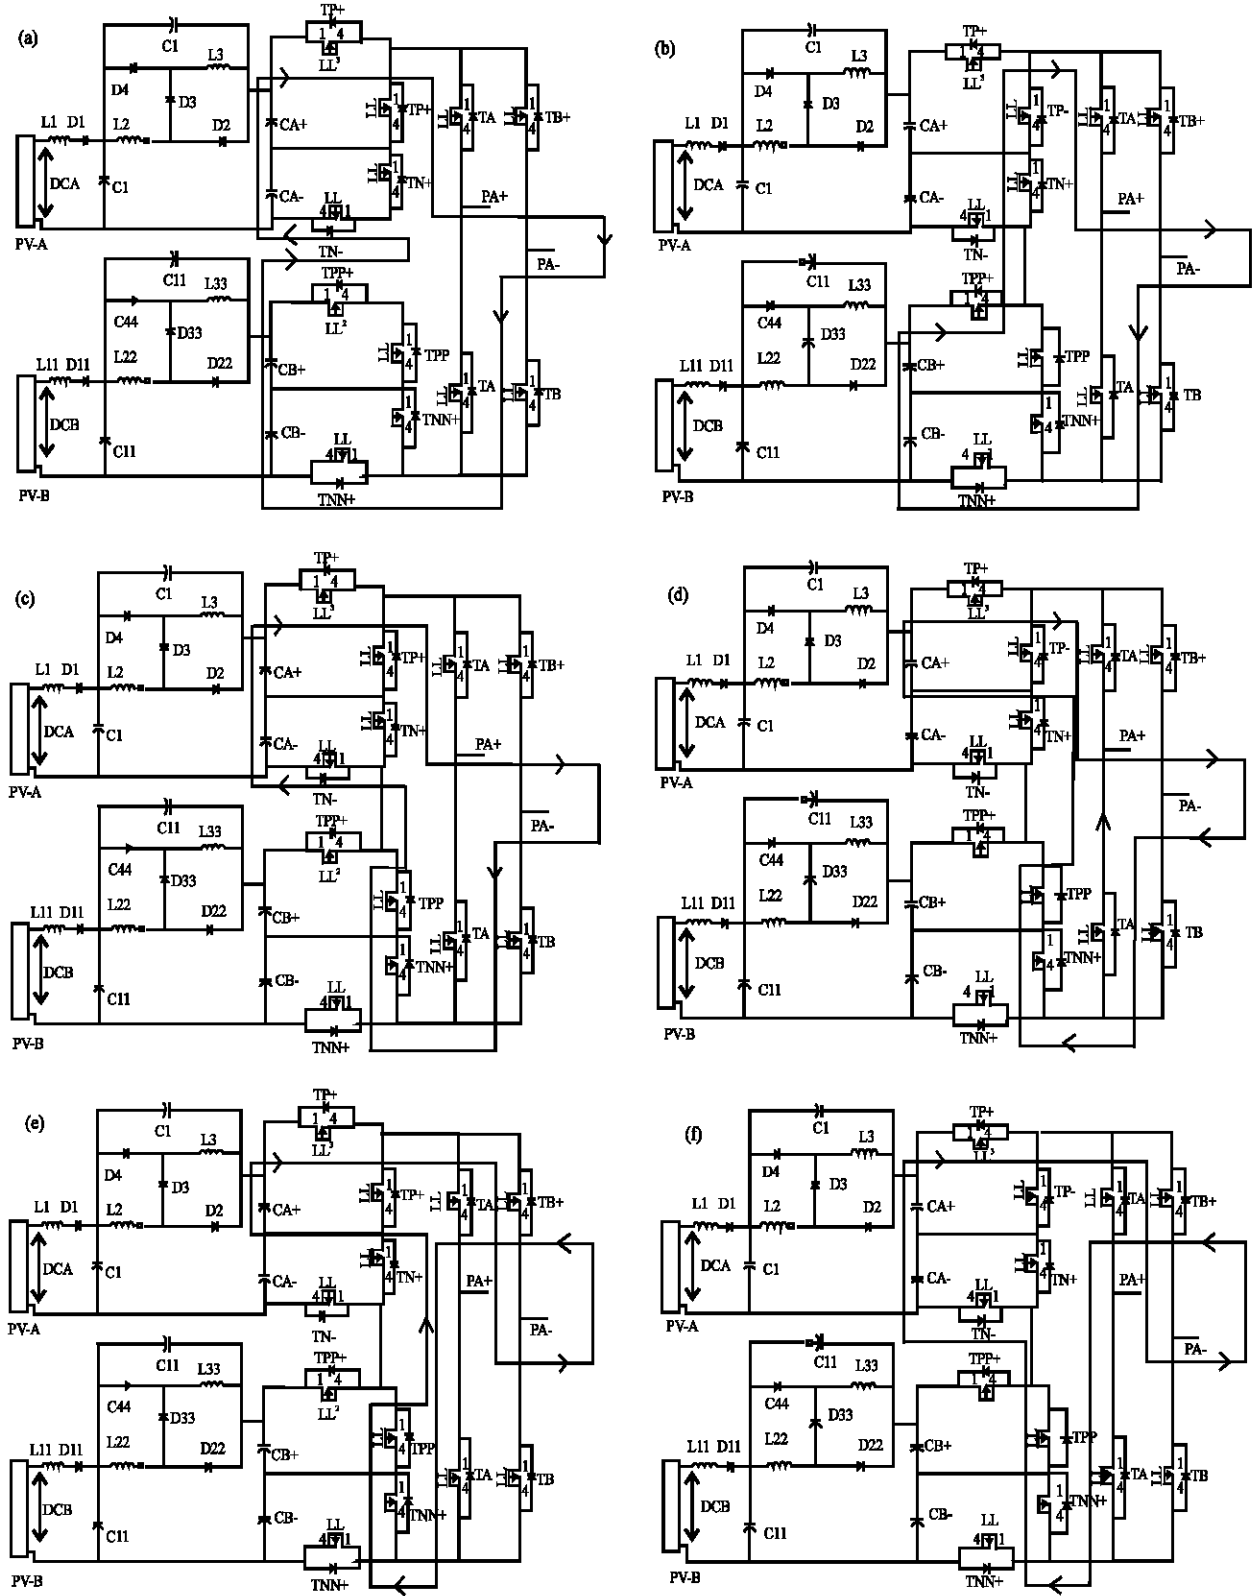 (a)
TP+
1 4
LL3
C1
L3
D4
D3
CA+
TP+
TA
TB+
L1 D1 L2
D2
DCA
C1
CA-
TN+
PA+
LL
4 1
PV-A
TN-
PA-
C11
TPP+
1 4
L33
LL2
C44
D33
TPP
L11 D11 L22
D22
CB+
TA
TB
DCB
C11
CB-
TNN+
LL
4 1
PV-B
TNN+
(b)
TP+
1 4
LL3
C1
L3
D4
D3
TP-
TA
TB+
L1 D1 L2
D2
CA+
DCA
C1
CA-
TN+
PA+
LL
4 1
PV-A
TN-
PA-
C11
TPP+
1 4
L33
C44
D33
TPP
L11 D11 L22
D22
CB+
TA
TB
DCB
C11
CB-
TNN+
LL
4 1
PV-B
TNN+
(c)
TP+
1 4
LL3
C1
L3
D4
D3
TP+
TA
TB+
L1 D1 L2
D2
CA+
DCA
C1
CA-
TN+
PA+
LL
4 1
PV-A
TN-
PA-
C11
TPP+
1 4
L33
LL2
C44
D33
TPP
L11 D11 L22
D22
CB+
TA
TB
DCB
C11
CB-
TNN+
LL
4 1
PV-B
TNN+
(d)
TP+
1 4
LL3
C1
L3
D4
D3
TP-
TA
TB+
L1 D1 L2
D2
CA+
DCA
C1
CA-
TN+
PA+
LL
4 1
PV-A
TN-
PA-
C11
TPP+
1 4
L33
C44
D33
TPP
L11 D11 L22
D22
CB+
TA
TB
DCB
C11
CB-
TNN+
LL
4 1
PV-B
TNN+
(e)
TP+
1 4
LL3
C1
L3
D4
D3
TP+
TA
TB+
L1 D1 L2
D2
CA+
DCA
C1
CA-
TN+
PA+
LL
4 1
PV-A
TN-
PA-
C11
TPP+
1 4
L33
LL2
C44
D33
TPP
L11 D11 L22
D22
CB+
TA
TB
DCB
C11
CB-
TNN+
LL
4 1
PV-B
TNN+
(f)
TP+
1 4
LL3
C1
L3
D4
D3
TP-
TA
TB+
L1 D1 L2
D2
CA+
DCA
C1
CA-
TN+
PA+
LL
4 1
PV-A
TN-
PA-
C11
TPP+
1 4
L33
C44
D33
TPP
L11 D11 L22
D22
CB+
TA
TB
DCB
C11
CB-
TNN+
LL
4 1
PV-B
TNN+